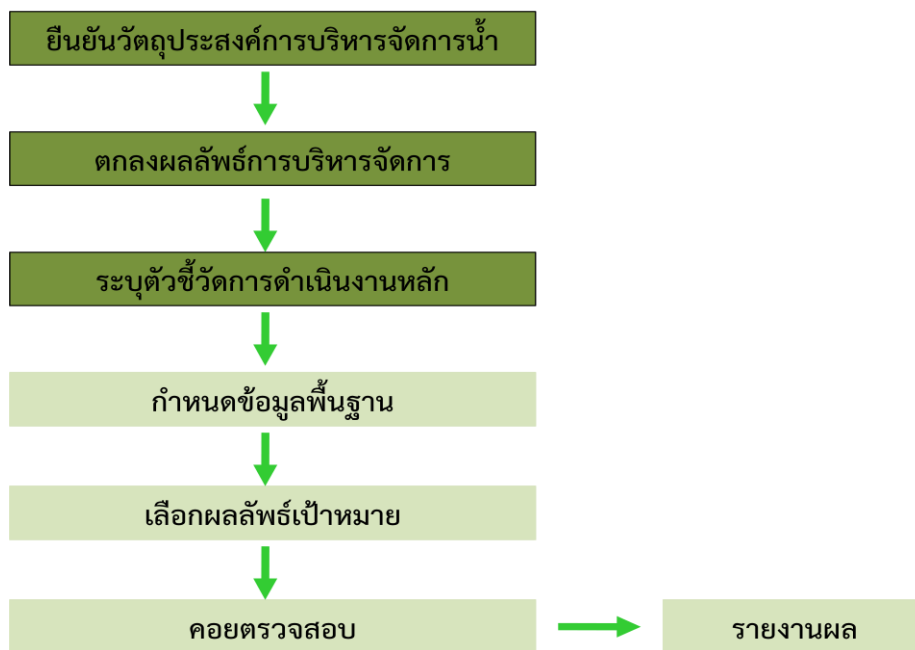 ยืนยันวัตถุประสงค์การบริหารจัดการน้ำ
ตกลงผลลัพธ์การบริหารจัดการ
ระบุตัวชี้วัดการดำเนินงานหลัก
กำหนดข้อมูลพื้นฐาน
เลือกผลลัพธ์เป้าหมาย
คอยตรวจสอบ
รายงานผล